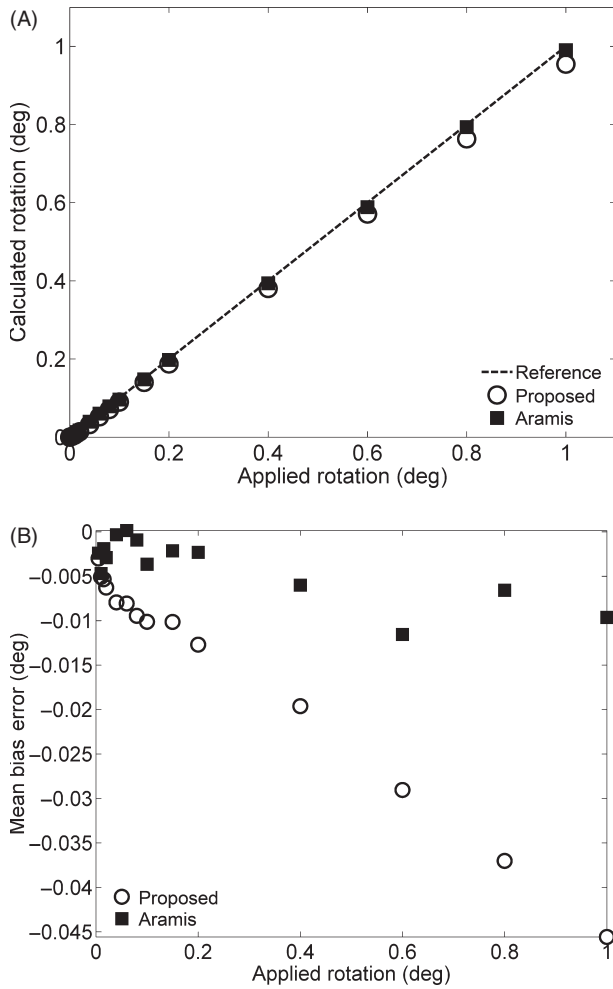 (A)
1
0.8
0.6
0.4
0.2
0
Calculated rotation (deg)
Reference
Proposed
Aramis
0 0.2 0.4 0.6 0.8 1
Applied rotation (deg)
(B)
0
−0.005
−0.01
−0.015
−0.02
−0.025
−0.03
−0.035
−0.04
−0.045
Mean bias error (deg)
Proposed
Aramis
0 0.2 0.4 0.6 0.8 1
Applied rotation (deg)